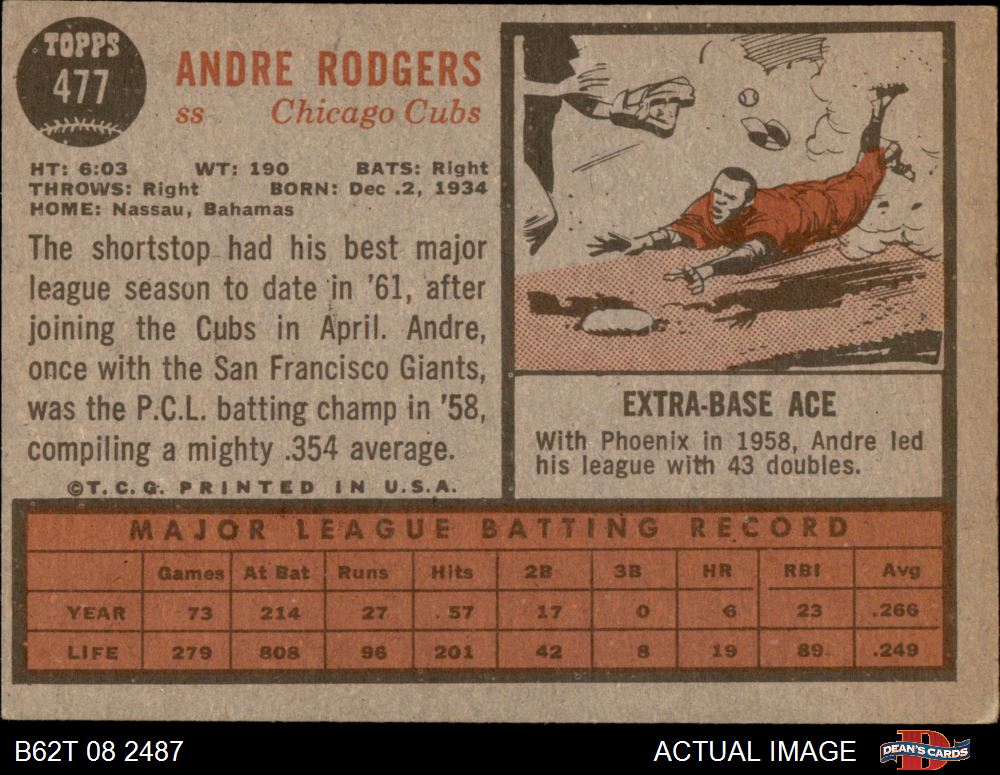 TOPPS
477
ANDRE RODGERS
ss Chicago Cubs
HT: 6:03 WT: 190 BATS: Right
THROWS: Right BORN: Dec .2, 1934
HOME: Nassau, Bahamas
The shortstop had his best major
league season to date in '61, after
joining the Cubs in April. Andre,
once with the San Francisco Giants,
was the P.C.L. batting champ in '58,
compiling a mighty .354 average.
©T.C.G. PRINTED IN U.S.A.
EXTRA-BASE ACE
With Phoenix in 1958, Andre led
his league with 43 doubles.
MAJOR LEAGUE BATTING RECORD
Games At Bat Runs Hits 2B 3B HR RBI Avg
YEAR 73 214 27 57 17 0 6 23 .266
LIFE 279 808 96 201 42 8 19 89 .249
B62T 08 2487 ACTUAL IMAGE DEAN'S CARDS